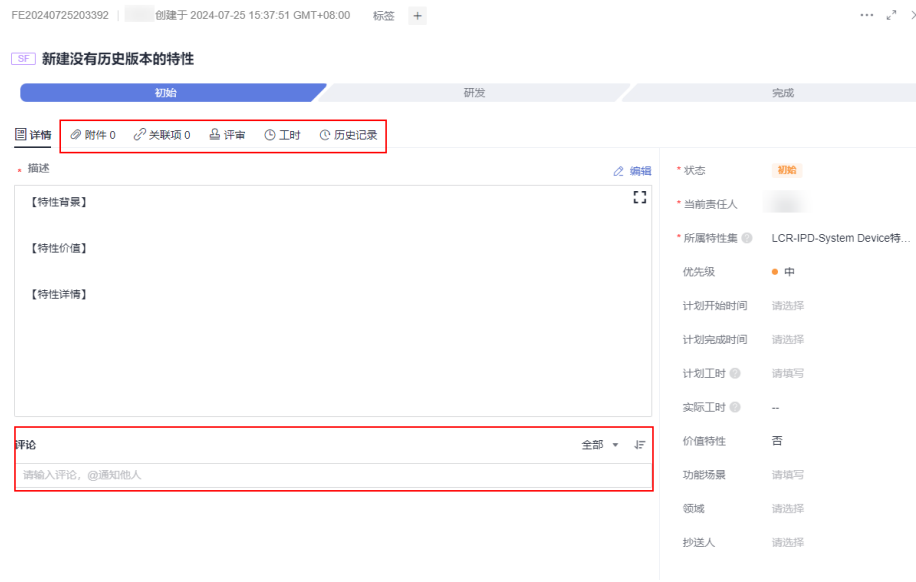 FE20240725203392 创建于 2024-07-25 15:37:51 GMT+08:00 标签 +
SF 新建没有历史版本的特性
初始 研发 完成
详情 附件 0 关联项 0 评审 工时 历史记录
* 描述 编辑
【特性背景】
【特性价值】
【特性详情】
评论 全部
请输入评论，@通知他人
* 状态 初始
* 当前责任人
* 所属特性集 LCR-IPD-System Device特...
优先级 中
计划开始时间 请选择
计划完成时间 请选择
计划工时 请填写
实际工时 --
价值特性 否
功能场景 请填写
领域 请选择
抄送人 请选择